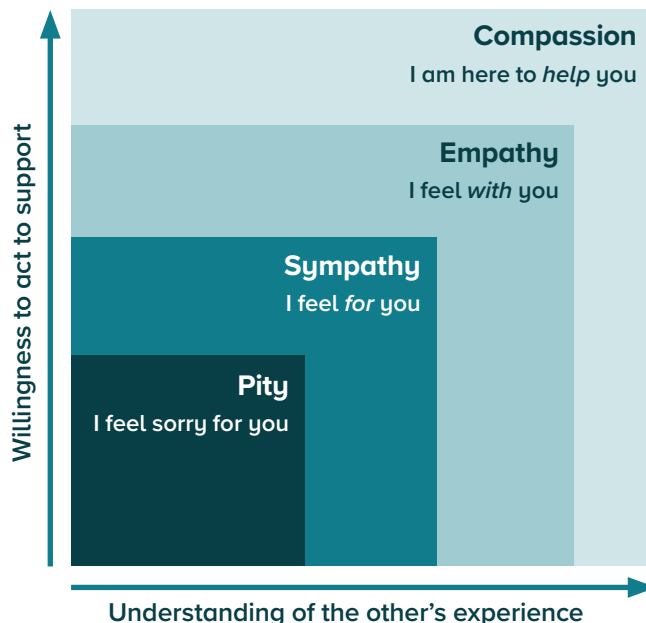 Compassion
I am here to help you
Empathy
I feel with you
Sympathy
I feel for you
Pity
I feel sorry for you
Willingness to act to support
Understanding of the other’s experience